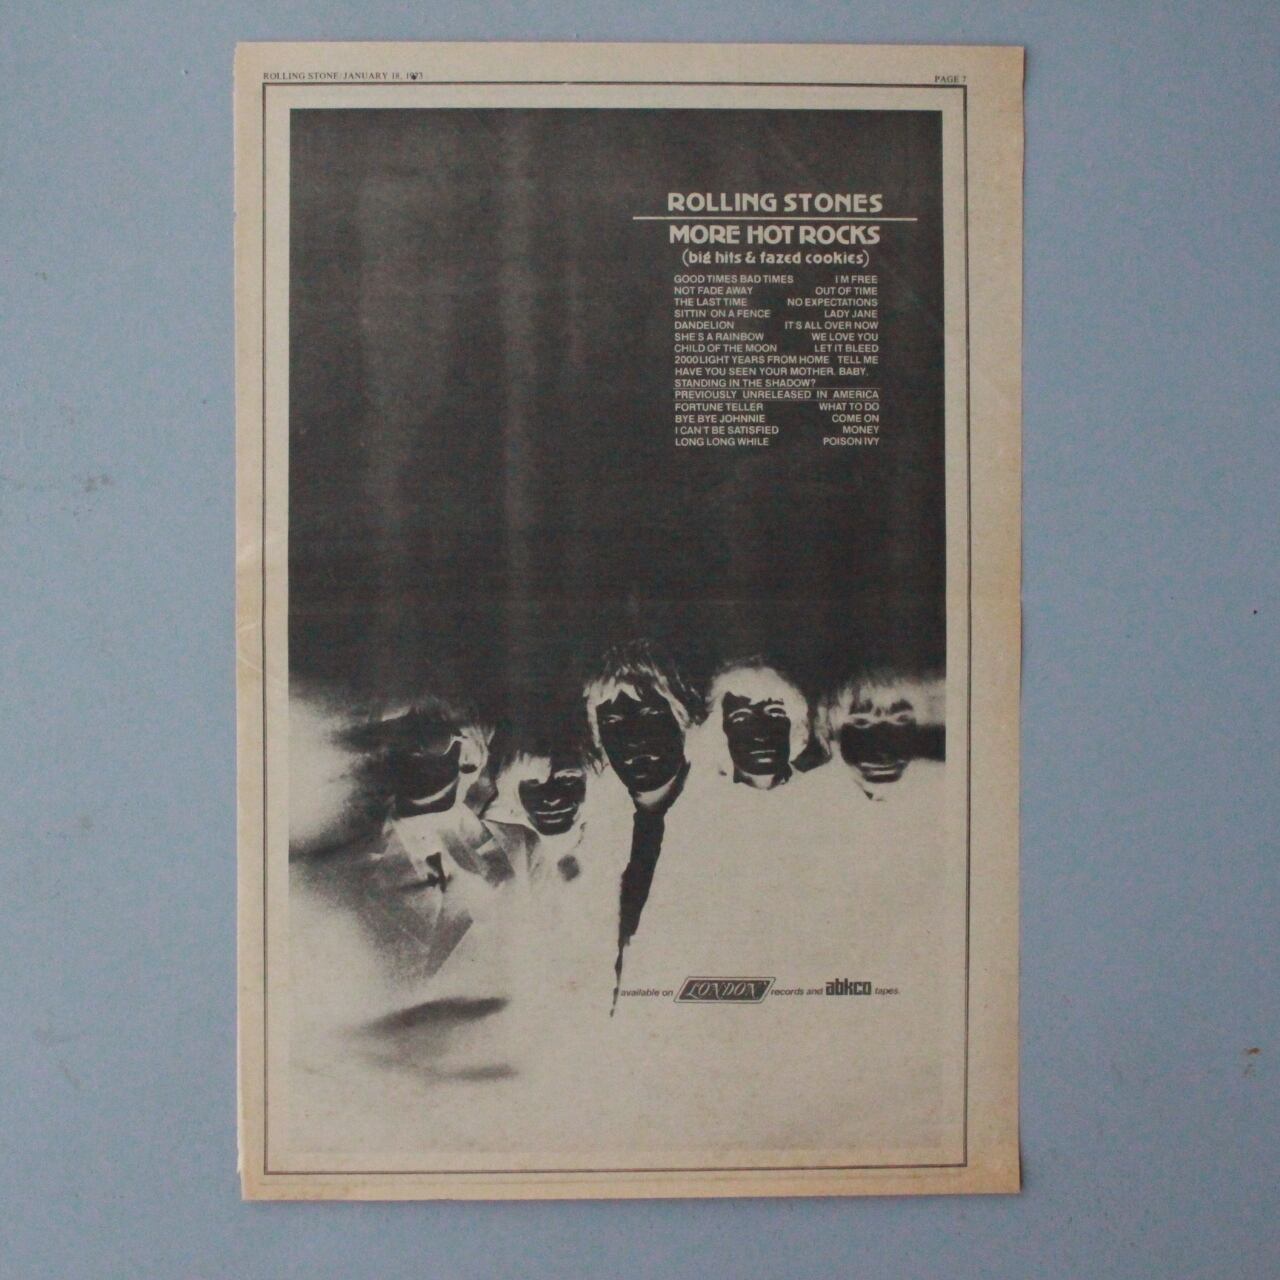 ROLLING STONE/JANUARY 18, 1973 PAGE 7
ROLLING STONES
MORE HOT ROCKS
(big hits & fazed cookies)
GOOD TIMES BAD TIMES I'M FREE
NOT FADE AWAY OUT OF TIME
THE LAST TIME NO EXPECTATIONS
SITTIN' ON A FENCE LADY JANE
DANDELION IT'S ALL OVER NOW
SHE'S A RAINBOW WE LOVE YOU
CHILD OF THE MOON LET IT BLEED
2000 LIGHT YEARS FROM HOME TELL ME
HAVE YOU SEEN YOUR MOTHER, BABY,
STANDING IN THE SHADOW?
PREVIOUSLY UNRELEASED IN AMERICA
FORTUNE TELLER WHAT TO DO
BYE BYE JOHNNIE COME ON
I CAN'T BE SATISFIED MONEY
LONG LONG WHILE POISON IVY
available on LONDON records and abkco tapes.